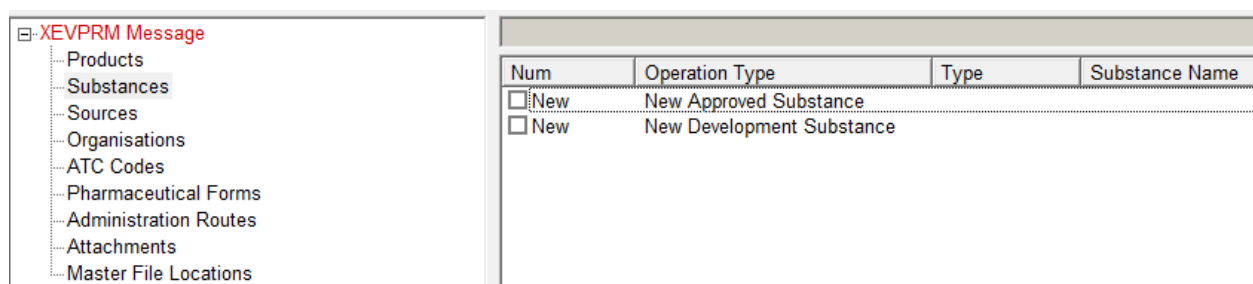 XEVPRM Message
Products
Substances
Sources
Organisations
ATC Codes
Pharmaceutical Forms
Administration Routes
Attachments
Master File Locations
Num Operation Type Type Substance Name
New New Approved Substance
New New Development Substance